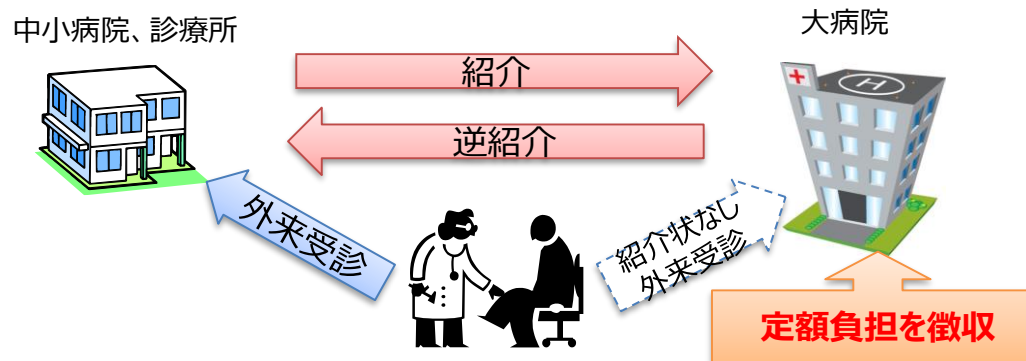 中小病院、診療所
大病院
紹介
逆紹介
外来受診
紹介状なし
外来受診
定額負担を徴収
H